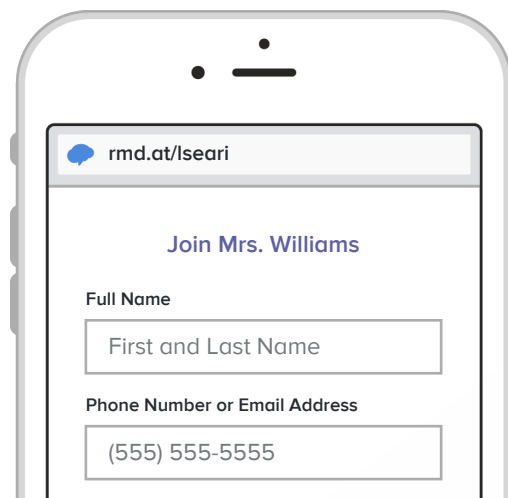 rmd.at/lseari
Join Mrs. Williams
Full Name
First and Last Name
Phone Number or Email Address
(555) 555-5555